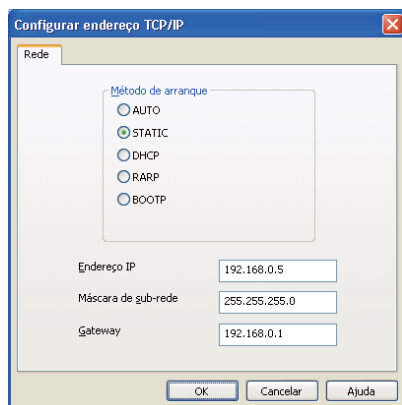 Configurar endereço TCP/IP
Rede
Método de arranque
AUTO
STATIC
DHCP
RARP
BOOTP
Endereço IP 192.168.0.5
Máscara de sub-rede 255.255.255.0
Gateway 192.168.0.1
OK Cancelar Ajuda